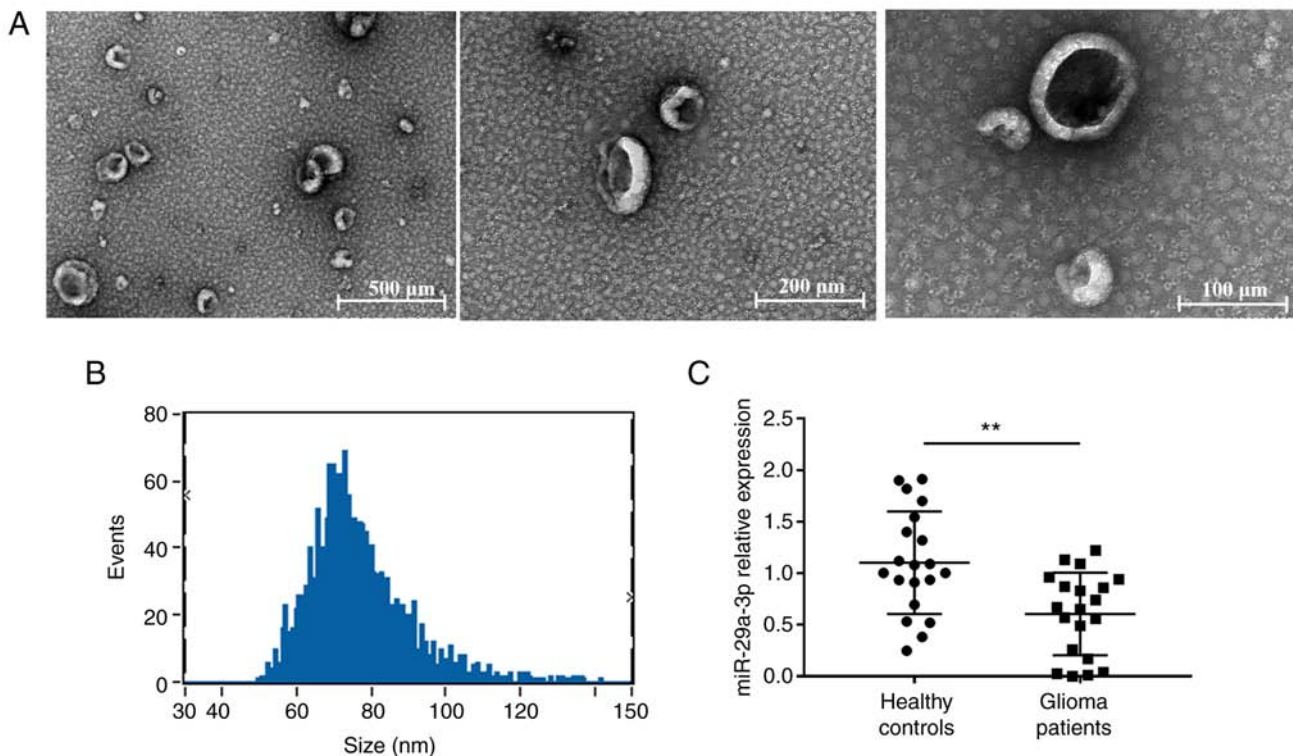 A
500 μm
200 μm
100 μm
B
80
60
40
20
0
Events
30 40 60 80 100 120 150
Size (nm)
C
miR-29a-3p relative expression
2.5
2.0
1.5
1.0
0.5
0.0
**
Healthy controls
Glioma patients